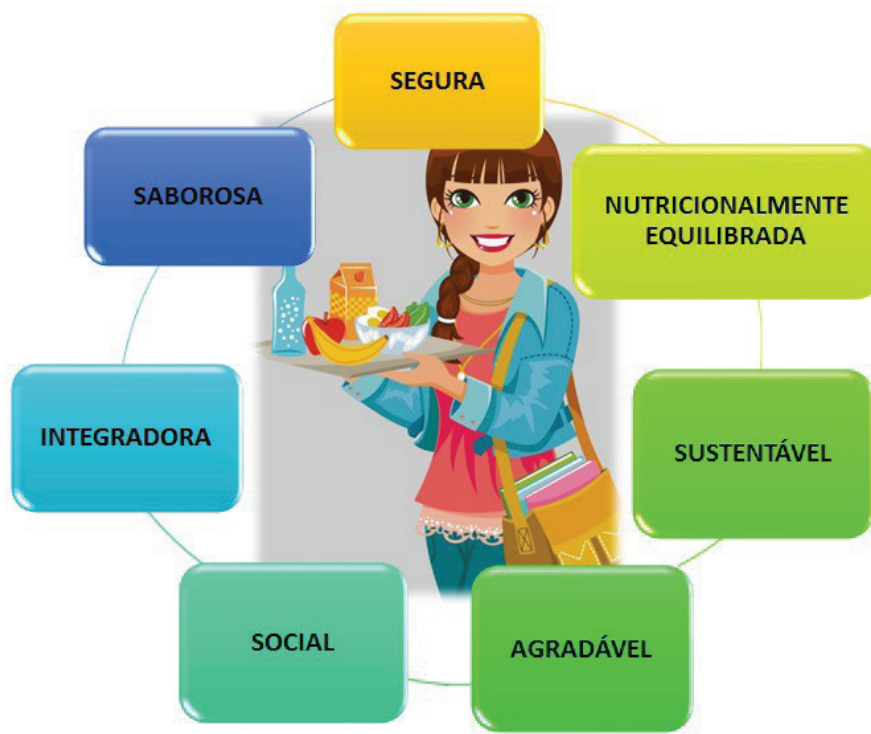 SEGURA
NUTRICIONALMENTE
EQUILIBRADA
SUSTENTÁVEL
AGRADÁVEL
SOCIAL
INTEGRADORA
SABOROSA